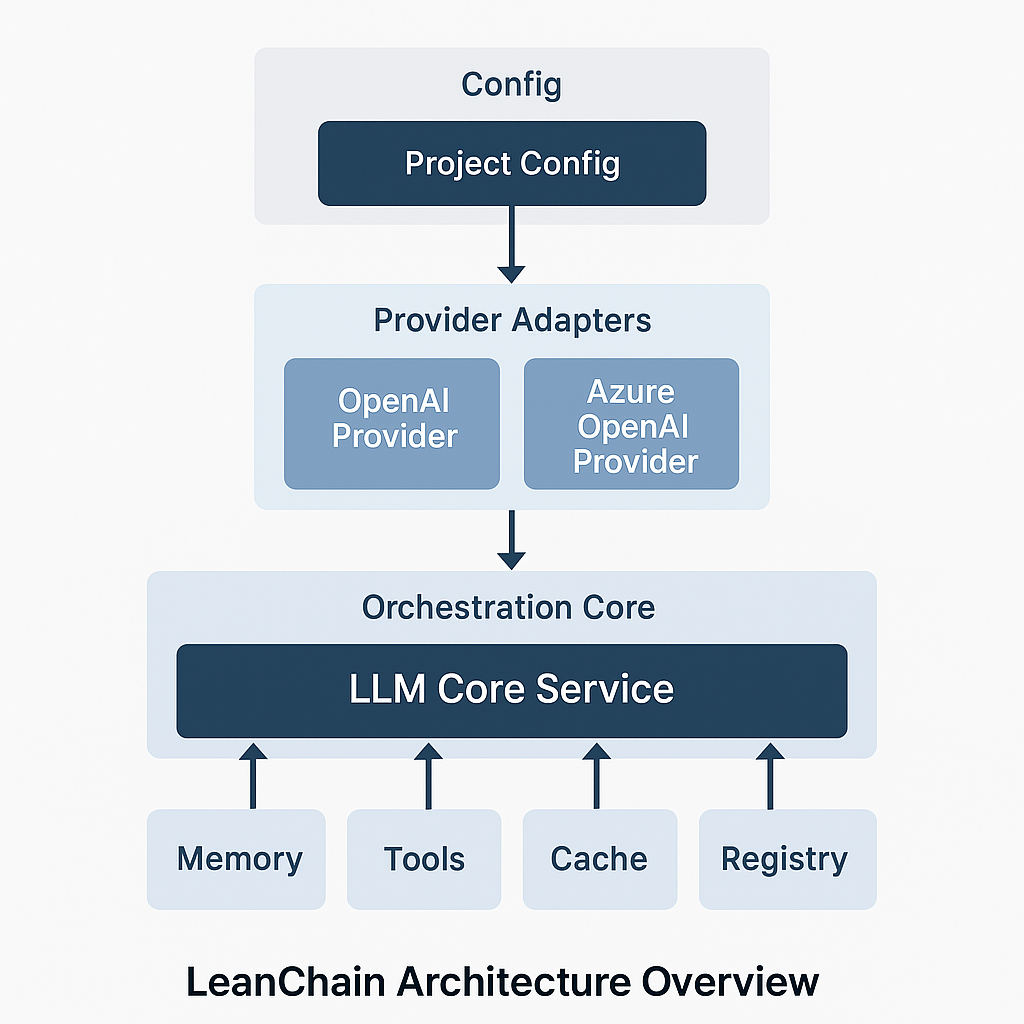 Config
Project Config
Provider Adapters
OpenAI
Provider
Azure
OpenAI
Provider
Orchestration Core
LLM Core Service
Memory
Tools
Cache
Registry
LeanChain Architecture Overview